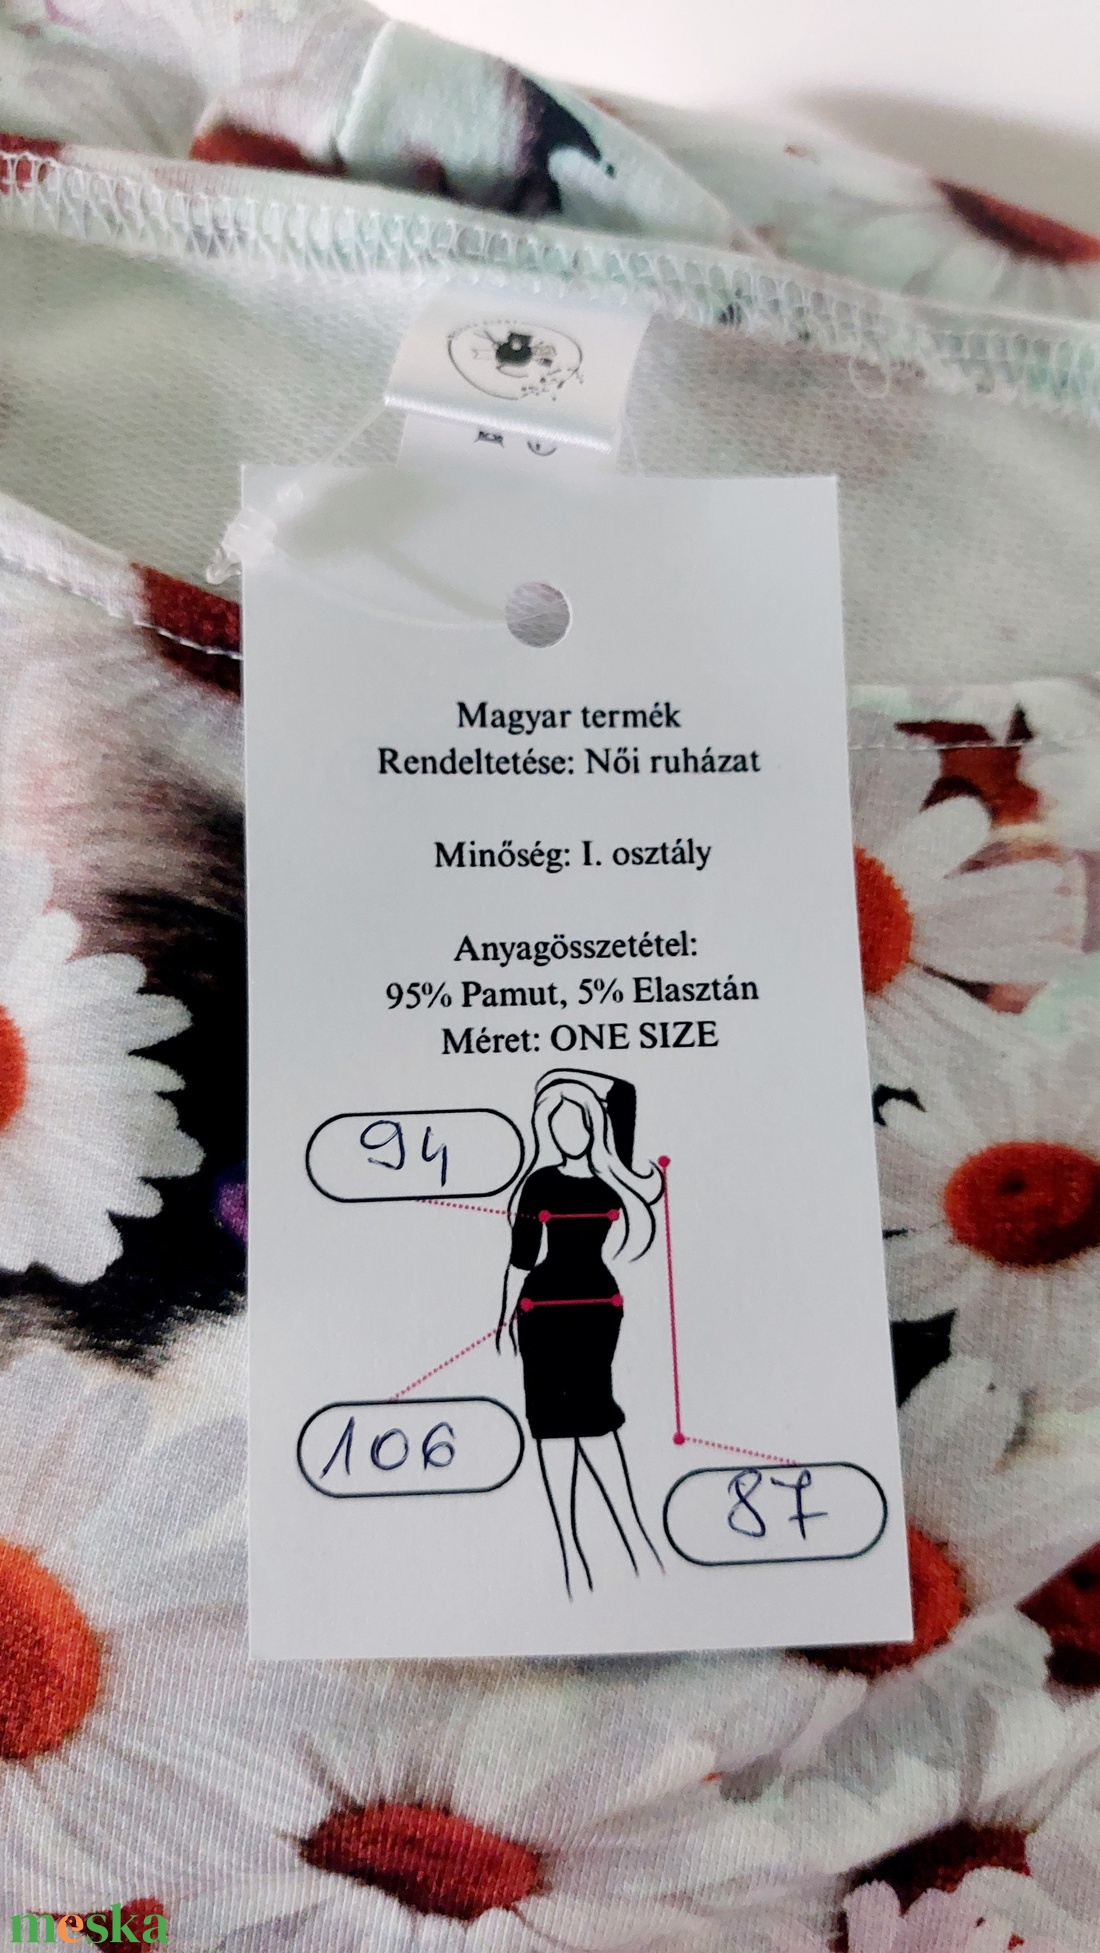 Magyar termék
Rendeltetése: Női ruházat
Minőség: I. osztály
Anyagösszetétel:
95% Pamut, 5% Elasztán
Méret: ONE SIZE
94
106
87
meska